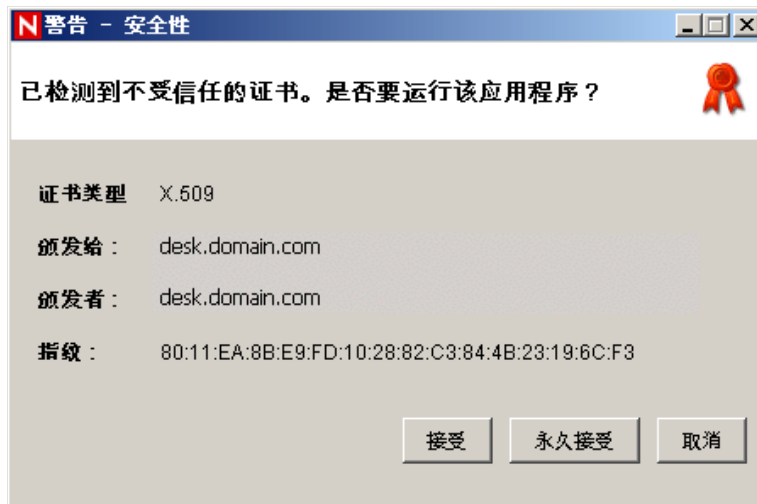 N 警告 - 安全性
已检测到不受信任的证书。是否要运行该应用程序？
证书类型 X.509
颁发给： desk.domain.com
颁发者： desk.domain.com
指纹： 80:11:EA:8B:E9:FD:10:28:82:C3:84:4B:23:19:6C:F3
接受 永久接受 取消